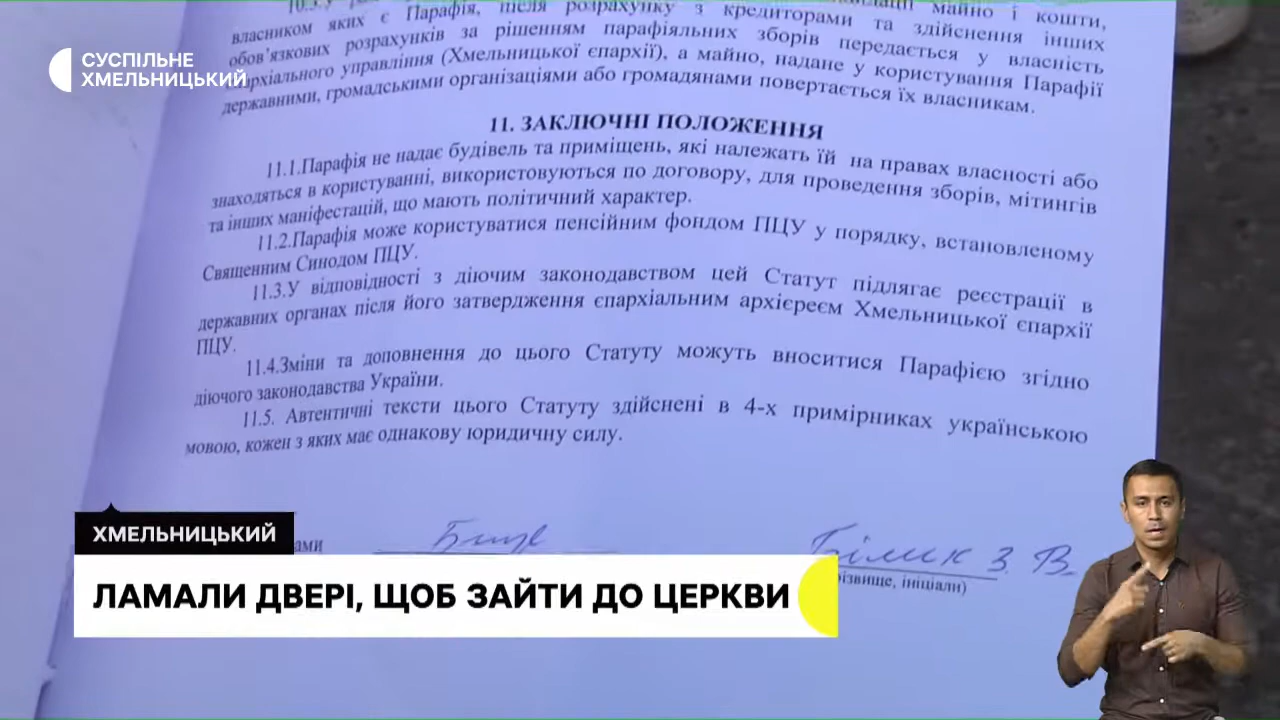 СУСПІЛЬНЕ
ХМЕЛЬНИЦЬКИЙ
майно і кошти,
власником яких є Парафія, після розрахунку з кредиторами та здійснення інших
обов’язкових розрахунків за рішенням парафіяльних зборів передається у власність
єпархіального управління (Хмельницької єпархії), а майно, надане у користування Парафії
державними, громадськими організаціями або громадянами повертається їх власникам.
11. ЗАКЛЮЧНІ ПОЛОЖЕННЯ
11.1.Парафія не надає будівель та приміщень, які належать їй на правах власності або
знаходяться в користуванні, використовуються по договору, для проведення зборів, мітингів
та інших маніфестацій, що мають політичний характер.
11.2.Парафія може користуватися пенсійним фондом ПЦУ у порядку, встановленому
Священним Синодом ПЦУ.
11.3.У відповідності з діючим законодавством цей Статут підлягає реєстрації в
державних органах після його затвердження єпархіальним архієреєм Хмельницької єпархії
ПЦУ.
11.4.Зміни та доповнення до цього Статуту можуть вноситися Парафією згідно
діючого законодавства України.
11.5. Автентичні тексти цього Статуту здійснені в 4-х примірниках українською
мовою, кожен з яких має однакову юридичну силу.
Білик З. В.
ініціали)
ХМЕЛЬНИЦЬКИЙ
ЛАМАЛИ ДВЕРІ, ЩОБ ЗАЙТИ ДО ЦЕРКВИ